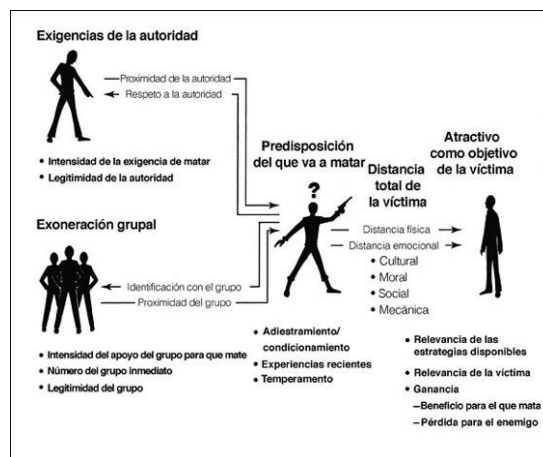 Exigencias de la autoridad
Proximidad de la autoridad
Respeto a la autoridad
• Intensidad de la exigencia de matar
• Legitimidad de la autoridad
Exoneración grupal
Identificación con el grupo
Proximidad del grupo
• Intensidad del apoyo del grupo para que mate
• Número del grupo inmediato
• Legitimidad del grupo
Predisposición
del que va a matar
?
• Adiestramiento/
condicionamiento
• Experiencias recientes
• Temperamento
Distancia
total de
la víctima
Distancia física
Distancia emocional
• Cultural
• Moral
• Social
• Mecánica
Atractivo
como objetivo
de la víctima
• Relevancia de las
estrategias disponibles
• Relevancia de la víctima
• Ganancia
–Beneficio para el que mata
–Pérdida para el enemigo